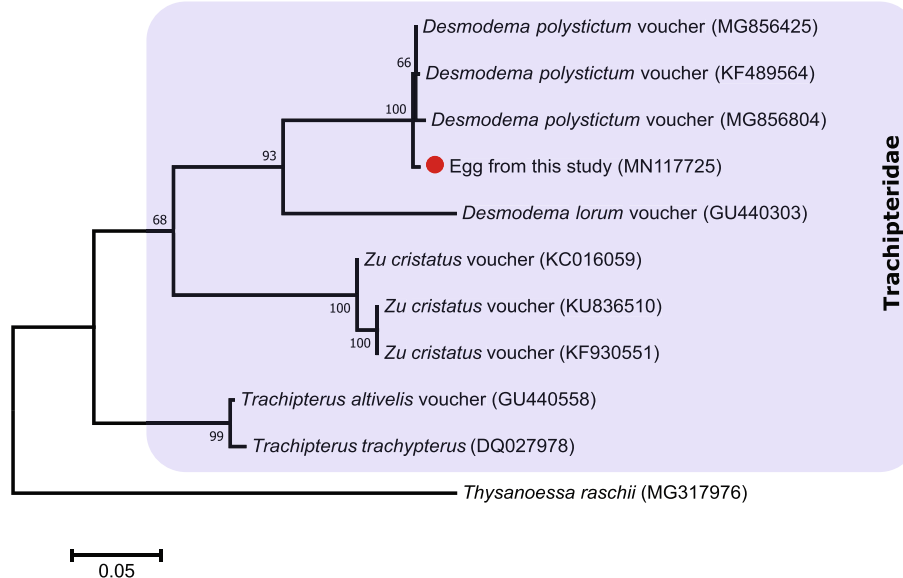 Desmodema polystictum voucher (MG856425)
66
Desmodema polystictum voucher (KF489564)
100
Desmodema polystictum voucher (MG856804)
93
Egg from this study (MN117725)
Desmodema lorum voucher (GU440303)
68
Zu cristatus voucher (KC016059)
100
Zu cristatus voucher (KU836510)
100
Zu cristatus voucher (KF930551)
Trachipterus altivelis voucher (GU440558)
99
Trachipterus trachypterus (DQ027978)
Trachipteridae
Thysanoessa raschii (MG317976)
0.05